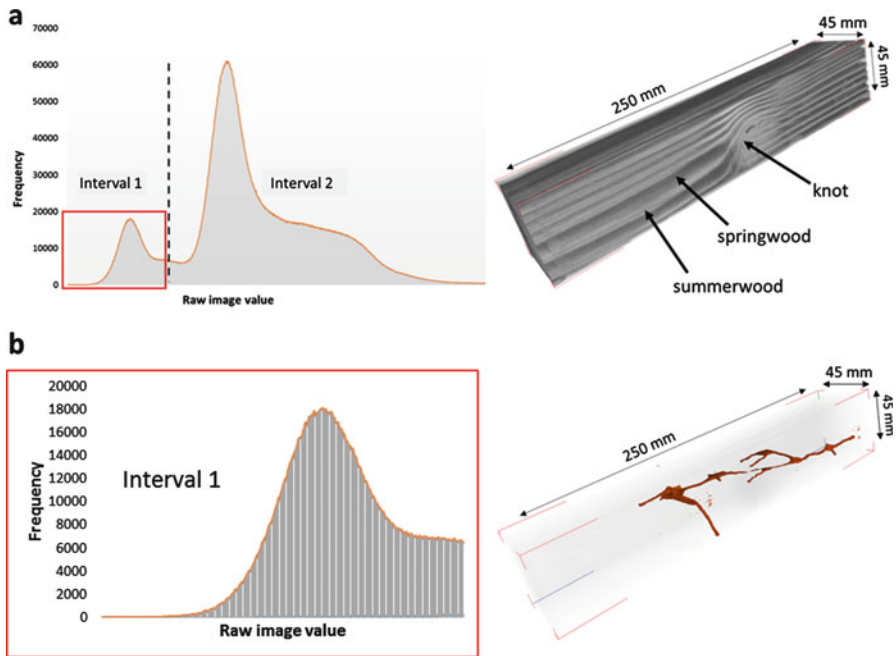 a
70000
60000
50000
40000
30000
20000
10000
0
Frequency
Interval 1
Interval 2
Raw image value
45 mm
45 mm
250 mm
knot
springwood
summerwood
b
20000
18000
16000
14000
12000
10000
8000
6000
4000
2000
0
Frequency
Interval 1
Raw image value
45 mm
45 mm
250 mm